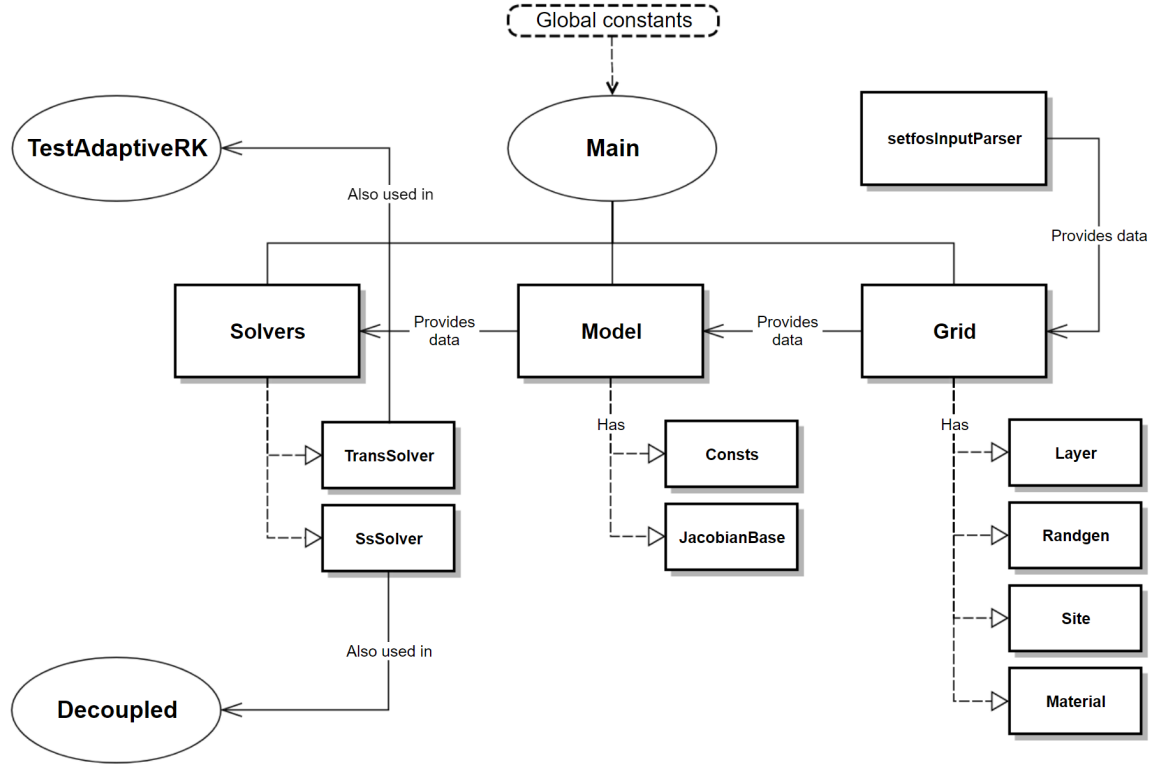 Global constants
TestAdaptiveRK
Main
setfosInputParser
Also used in
Provides data
Solvers
Provides
data
Model
Provides
data
Grid
Has
Has
TransSolver
Consts
Layer
SsSolver
JacobianBase
Randgen
Site
Also used in
Decoupled
Material